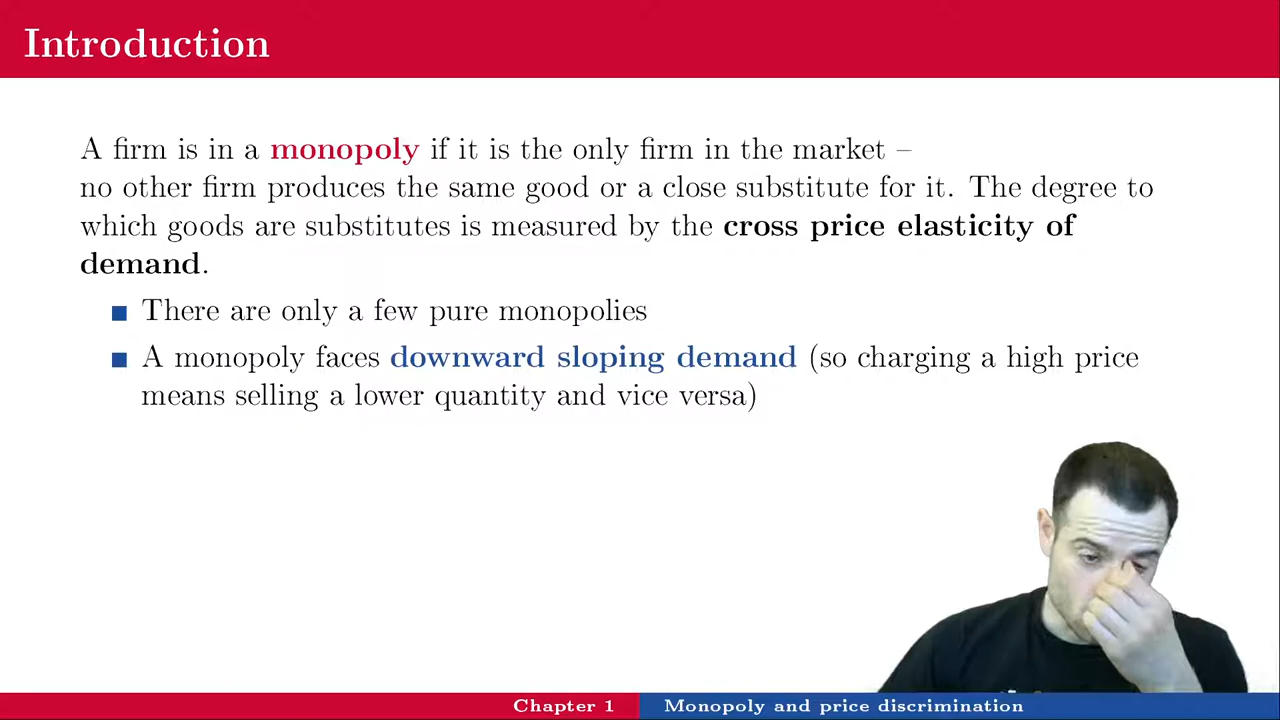 Introduction
A firm is in a monopoly if it is the only firm in the market –
no other firm produces the same good or a close substitute for it. The degree to
which goods are substitutes is measured by the cross price elasticity of
demand.
There are only a few pure monopolies
A monopoly faces downward sloping demand (so charging a high price
means selling a lower quantity and vice versa)
Chapter 1
Monopoly and price discrimination